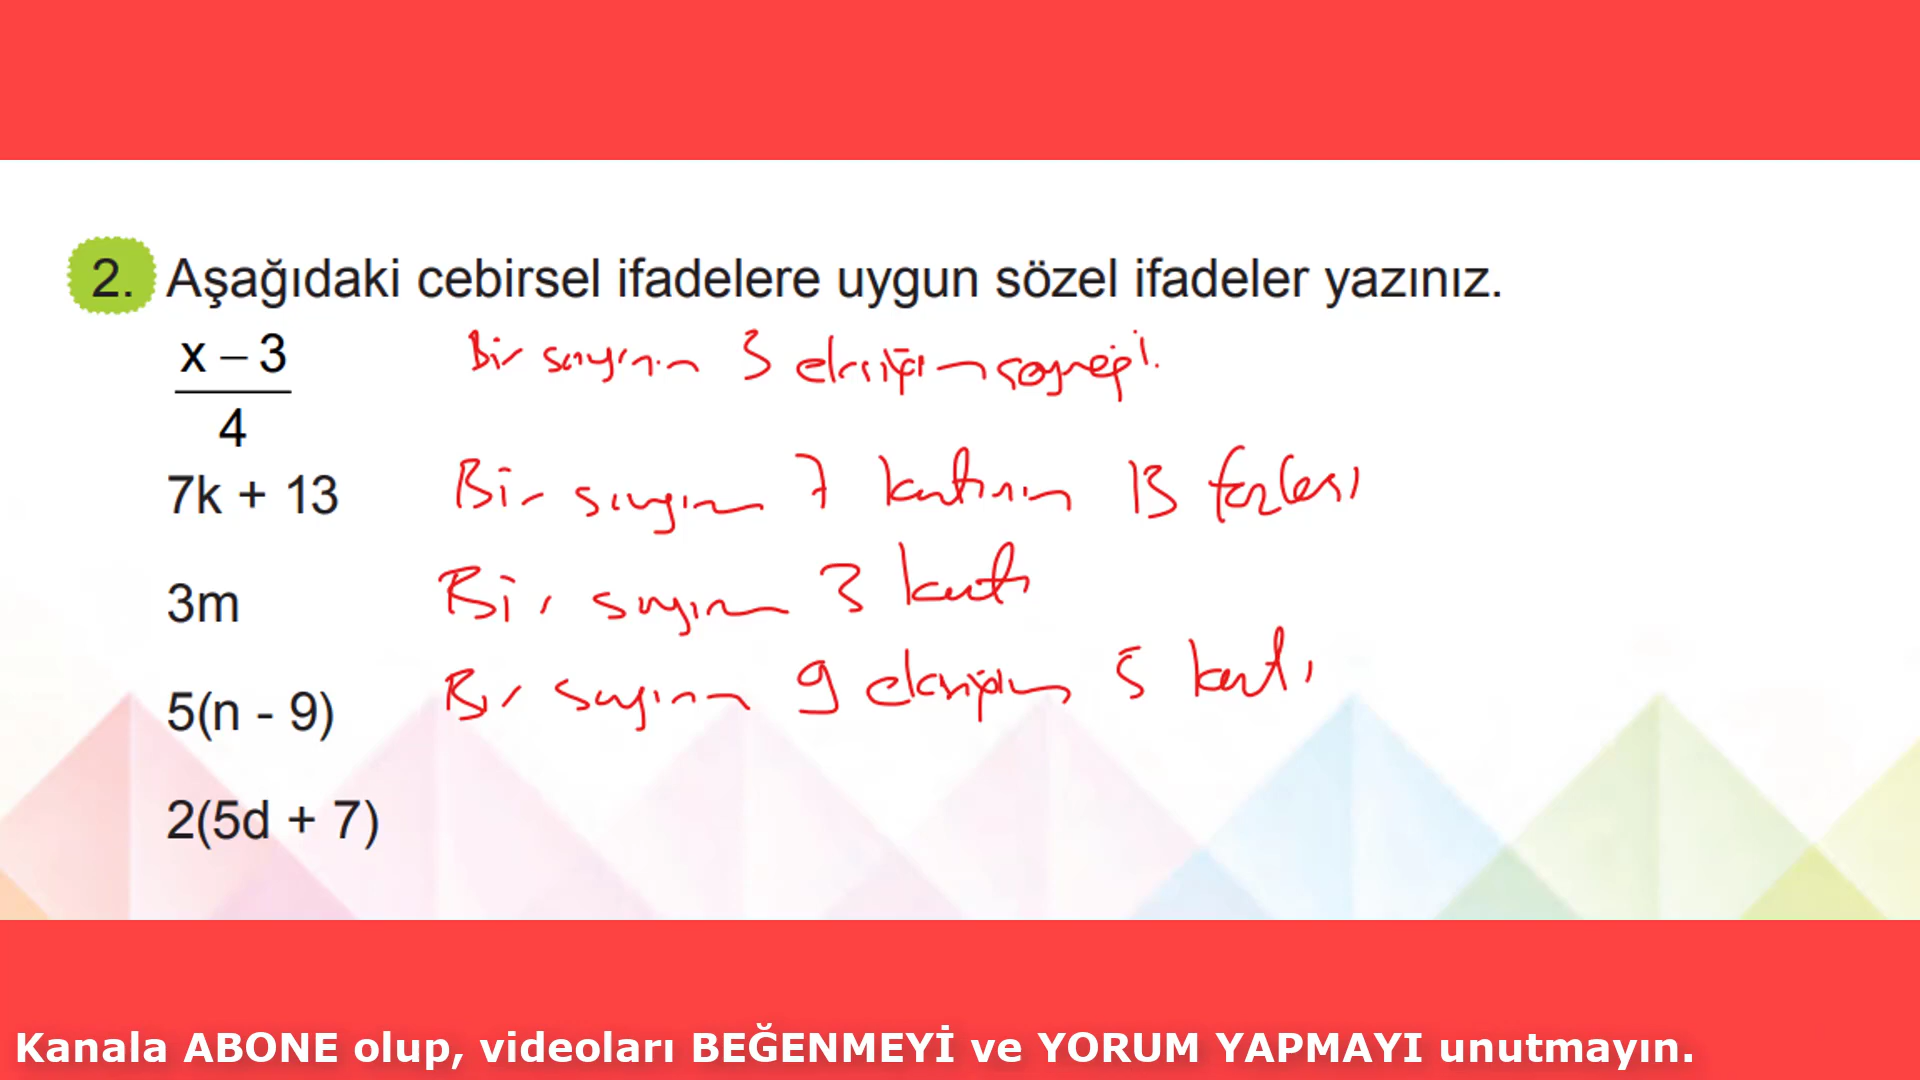 2. Aşağıdaki cebirsel ifadelere uygun sözel ifadeler yazınız.
x – 3
4
Bir sayının 3 eksiğinin çeyreği.
7k + 13 Bir sayının 7 katının 13 fazlası
3m Bir sayının 3 katı
5(n - 9) Bir sayının 9 eksiğinin 5 katı
2(5d + 7)
Kanala ABONE olup, videoları BEĞENMEYİ ve YORUM YAPMAYI unutmayın.